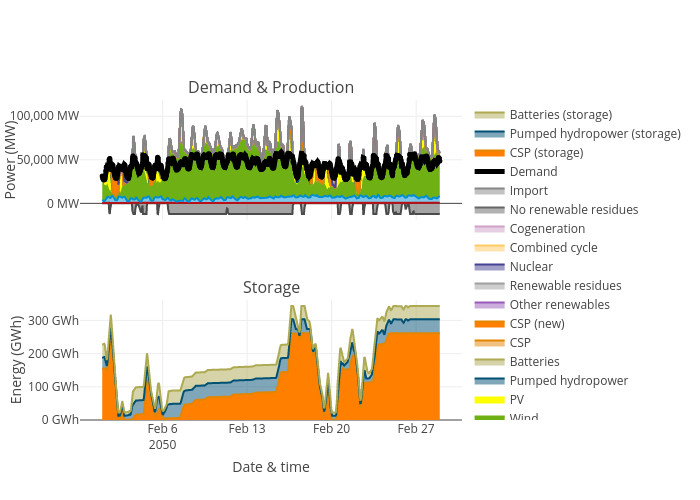 Demand & Production
Power (MW)
100,000 MW
50,000 MW
0 MW
Storage
Energy (GWh)
300 GWh
200 GWh
100 GWh
0 GWh
Feb 6
2050
Feb 13
Feb 20
Feb 27
Date & time
Batteries (storage)
Pumped hydropower (storage)
CSP (storage)
Demand
Import
No renewable residues
Cogeneration
Combined cycle
Nuclear
Renewable residues
Other renewables
CSP (new)
CSP
Batteries
Pumped hydropower
PV
Wind